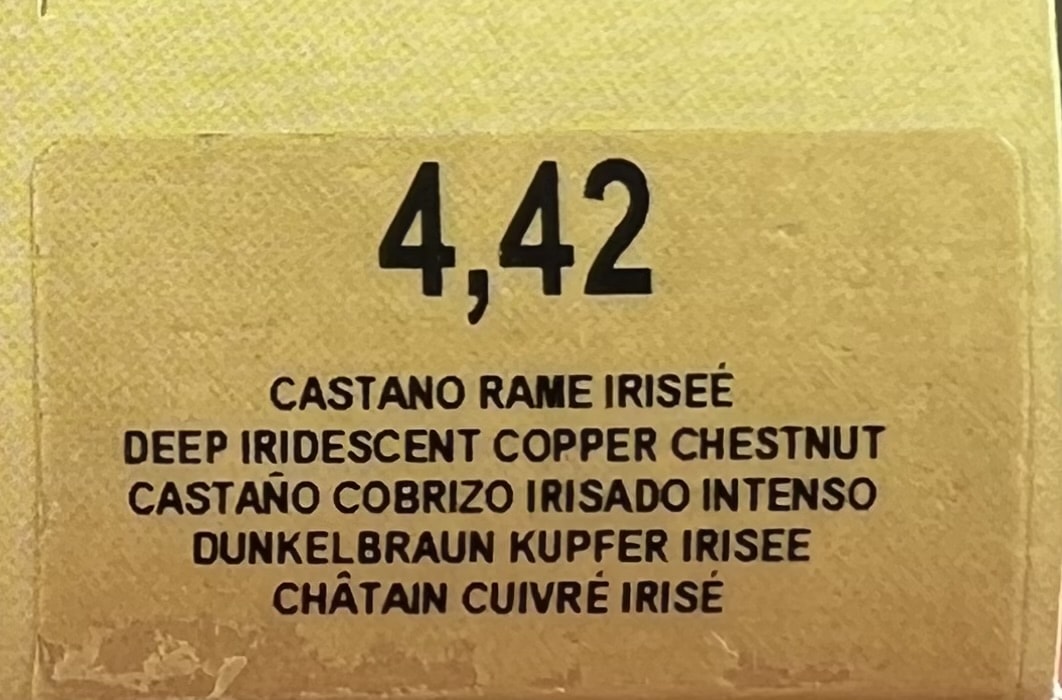 4,42
CASTANO RAME IRISEÉ
DEEP IRIDESCENT COPPER CHESTNUT
CASTAÑO COBRIZO IRISADO INTENSO
DUNKELBRAUN KUPFER IRISEE
CHÂTAIN CUIVRÉ IRISÉ